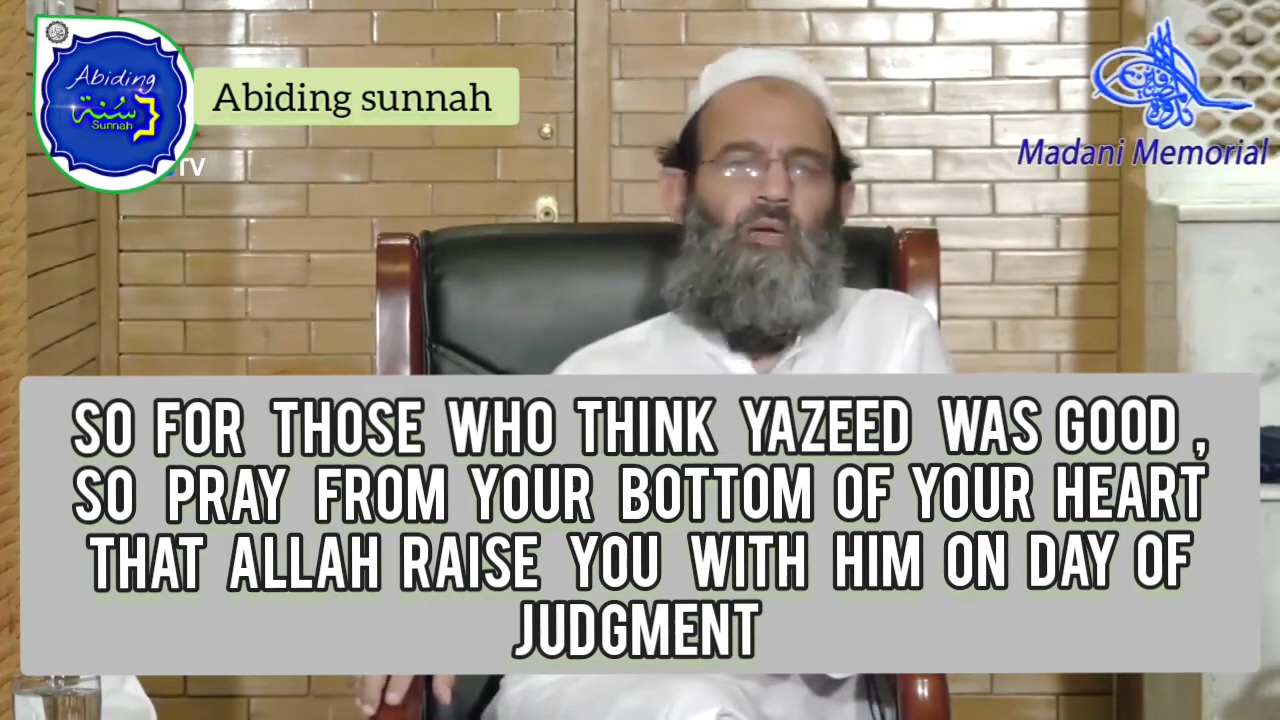 Abiding
سُنة
Sunnah
Abiding sunnah
TV
Madani Memorial
SO FOR THOSE WHO THINK YAZEED WAS GOOD ,
SO PRAY FROM YOUR BOTTOM OF YOUR HEART
THAT ALLAH RAISE YOU WITH HIM ON DAY OF
JUDGMENT